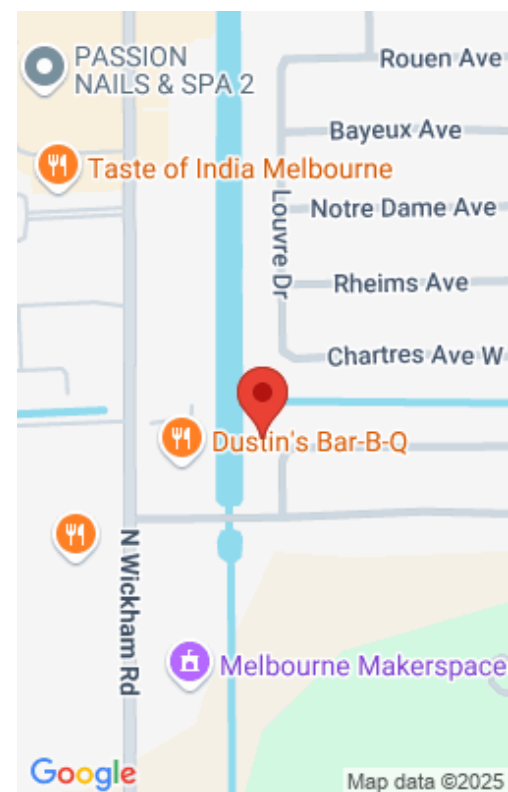 PASSION
NAILS & SPA 2
Rouen Ave
Bayeux Ave
Taste of India Melbourne
Notre Dame Ave
Louvre Dr
Rheims Ave
Chartres Ave W
Dustin's Bar-B-Q
N Wickham Rd
Melbourne Makerspace
Google
Map data ©2025